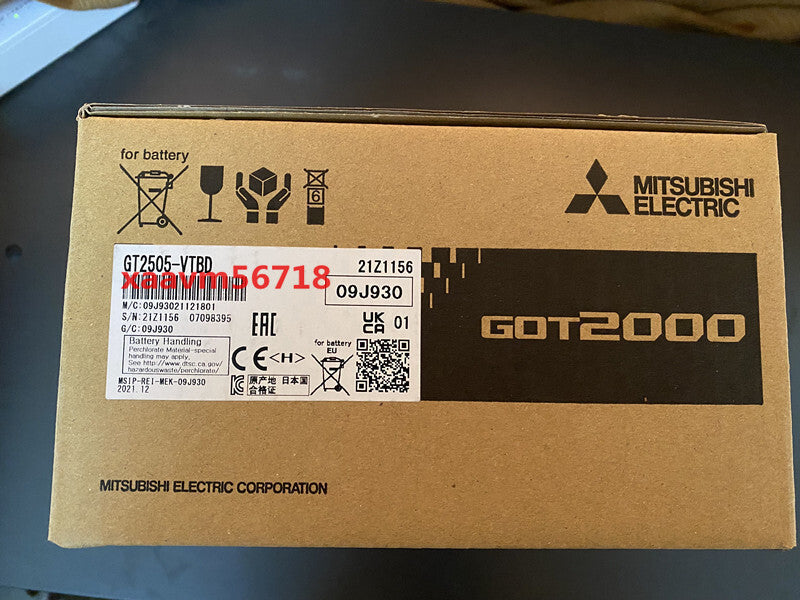 for battery
6
MITSUBISHI
ELECTRIC
GT2505-VTBD
21Z1156
xaavm56718
09J930
M/C:09J93021121801
S/N:21Z1156 07098395
G/C:09J930
EAC
UK
CA
01
GOT2000
Battery Handling
Perchlorate Material-special
handling may apply.
See http://www.dtsc.ca.gov/
hazardouswaste/perchlorate/
CE
<H>
for battery
EU
MSIP-REI-MEK-09J930
2021.12
原产地 日本国
合格证
MITSUBISHI ELECTRIC CORPORATION